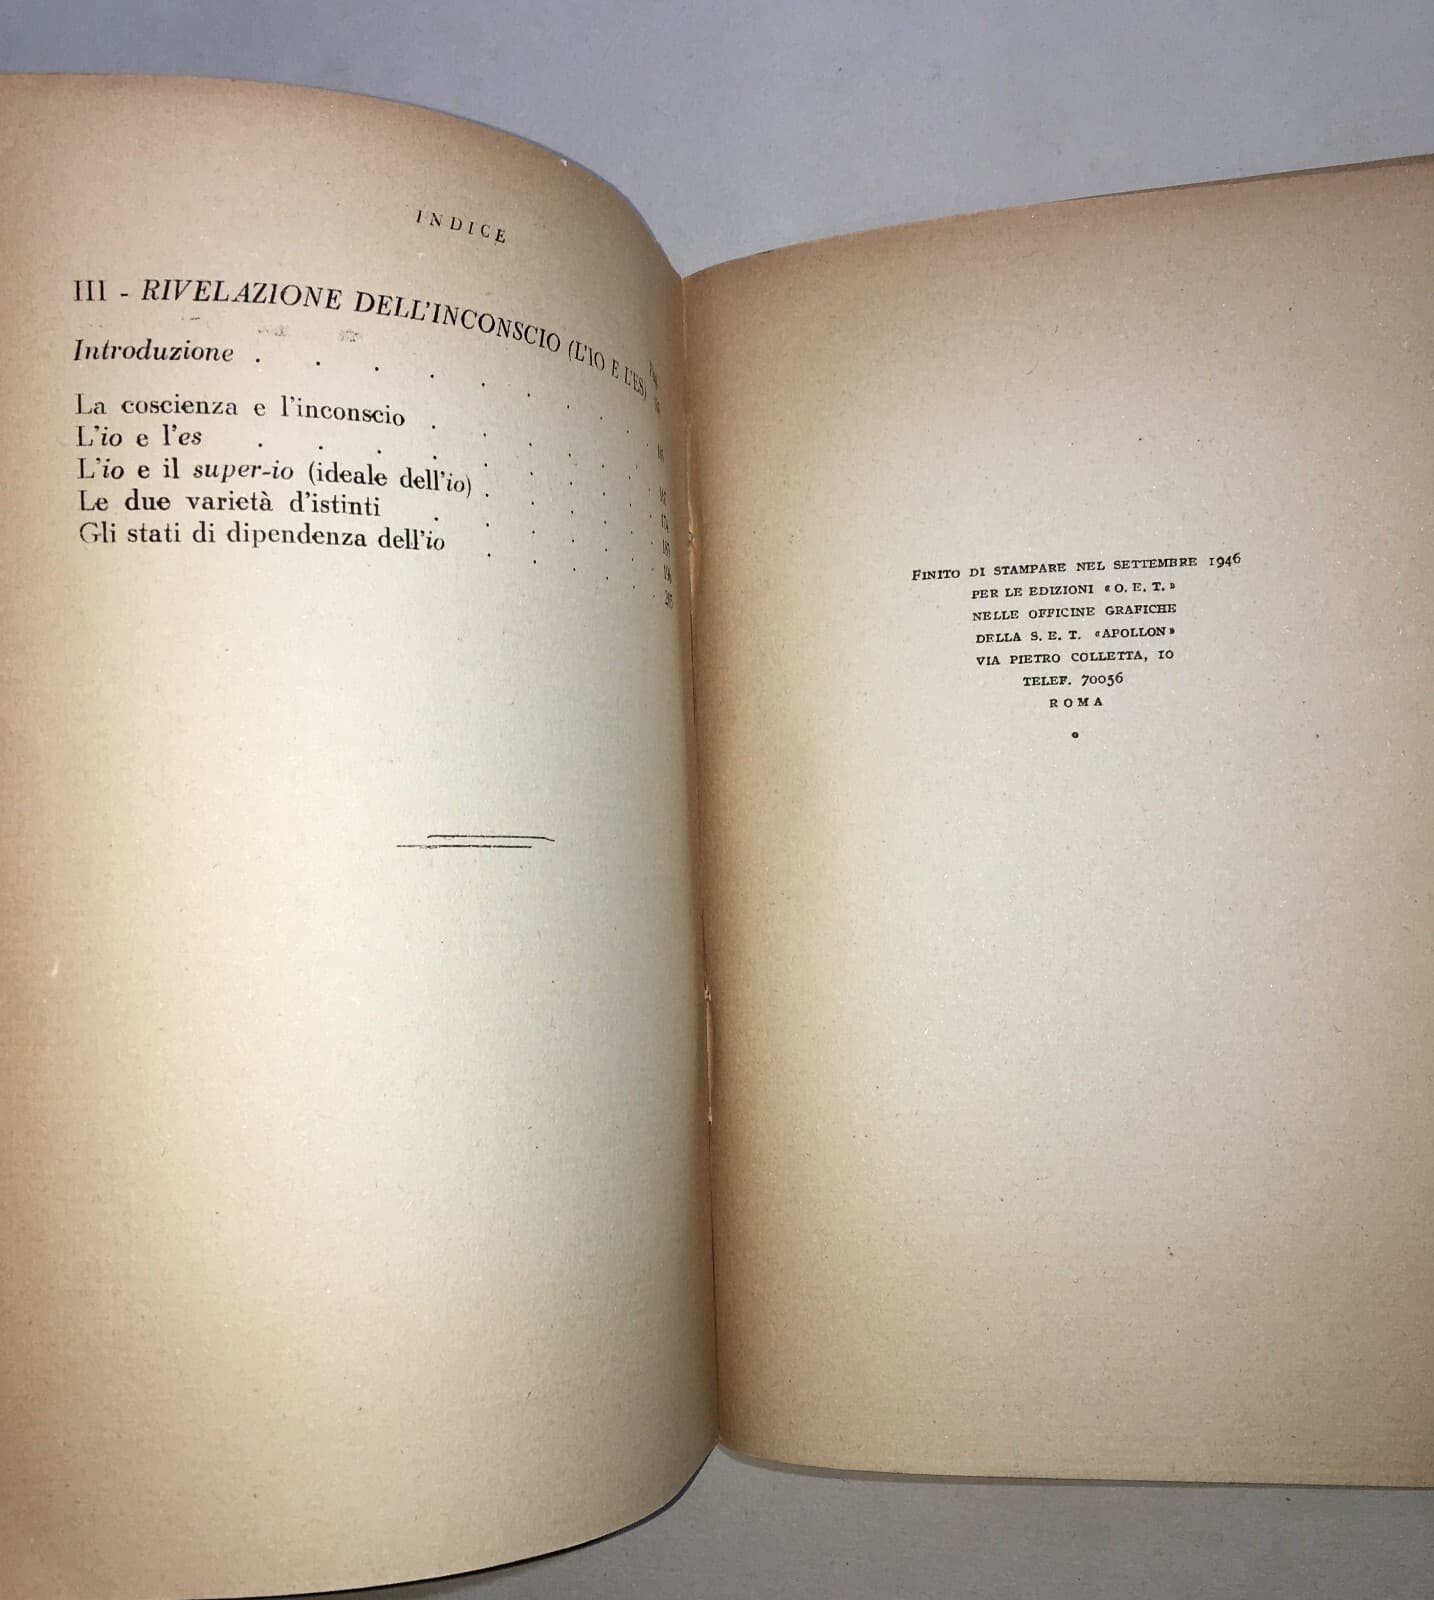 INDICE
III - RIVELAZIONE DELL'INCONSCIO (L'IO E L'ES)
Introduzione . . . . . . . .
La coscienza e l'inconscio . . . . .
L'io e l'es . . . . . . . .
L'io e il super-io (ideale dell'io) . . . . 174
Le due varietà d'istinti . . . . .
Gli stati di dipendenza dell'io . . . . 205
FINITO DI STAMPARE NEL SETTEMBRE 1946
PER LE EDIZIONI « O. E. T. »
NELLE OFFICINE GRAFICHE
DELLA S. E. T. «APOLLON»
VIA PIETRO COLLETTA, 10
TELEF. 70056
ROMA